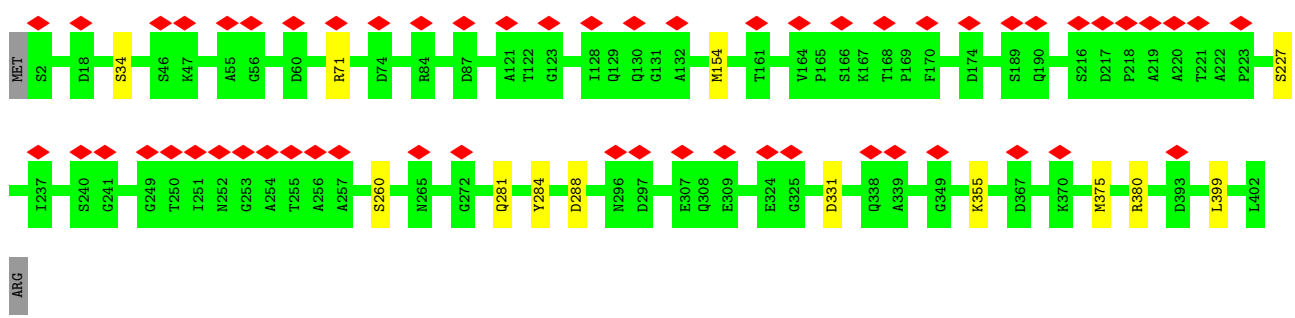 MET S2 D18 S34 S46 K47 A55 G56 D60 R71 D74 R84 D87 A121 T122 G123 I128 Q129 Q130 G131 A132 M154 T161 V164 P165 S166 K167 T168 P169 F170 D174 S189 Q190 S216 D217 P218 A219 A220 T221 A222 P223 S227
I237 S240 G241 G249 T250 I251 N252 G253 A254 T255 A256 A257 S260 N265 G272 Q281 Y284 D288 N296 D297 E307 Q308 E309 E324 G325 D331 Q338 A339 G349 K355 D367 K370 M375 R380 D393 L399 L402
ARG